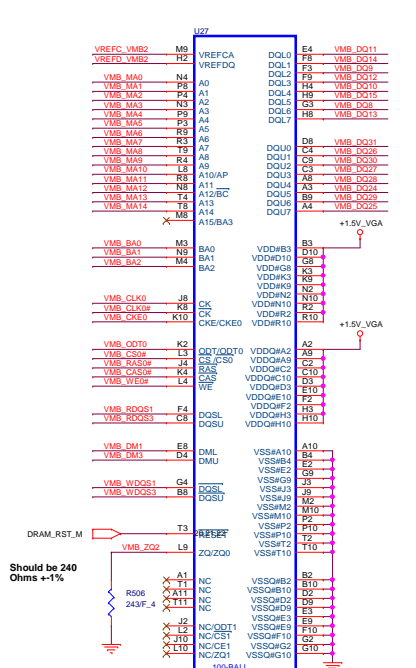 U27
VREFC_VMB2 M9 VREFCA DQL0 E4 VMB_DQ11
VREFD_VMB2 H2 VREFDQ DQL1 F8 VMB_DQ14
DQL2 F3 VMB_DQ9
VMB_MA0 N4 A0 DQL3 F9 VMB_DQ12
VMB_MA1 P8 A1 DQL4 H4 VMB_DQ10
VMB_MA2 P4 A2 DQL5 H9 VMB_DQ15
VMB_MA3 N3 A3 DQL6 G3 VMB_DQ8
VMB_MA4 P9 A4 DQL7 H8 VMB_DQ13
VMB_MA5 P3 A5
VMB_MA6 R9 A6
VMB_MA7 R3 A7 DQU0 D8 VMB_DQ31
VMB_MA8 T9 A8 DQU1 C4 VMB_DQ26
VMB_MA9 R4 A9 DQU2 C9 VMB_DQ30
VMB_MA10 L8 A10/AP DQU3 C3 VMB_DQ27
VMB_MA11 R8 A11 DQU4 A8 VMB_DQ28
VMB_MA12 N8 A12/BC DQU5 A3 VMB_DQ24
VMB_MA13 T4 A13 DQU6 B9 VMB_DQ29
VMB_MA14 T8 A14 DQU7 A4 VMB_DQ25
M8 A15/BA3
+1.5V_VGA
VMB_BA0 M3 BA0 VDD#B3 B3
VMB_BA1 N9 BA1 VDD#D10 D10
VMB_BA2 M4 BA2 VDD#G8 G8
VDD#K3 K3
VDD#K9 K9
VDD#N2 N2
VMB_CLK0 J8 CK VDD#N10 N10
VMB_CLK0# K8 CK VDD#R2 R2
VMB_CKE0 K10 CKE/CKE0 VDD#R10 R10
+1.5V_VGA
VMB_ODT0 K2 ODT/ODT0 VDDQ#A2 A2
VMB_CS0# L3 CS/CS0 VDDQ#A9 A9
VMB_RAS0# J4 RAS VDDQ#C2 C2
VMB_CAS0# K4 CAS VDDQ#C10 C10
VMB_WE0# L4 WE VDDQ#D3 D3
VDDQ#E10 E10
VDDQ#F2 F2
VMB_RDQS1 F4 DQSL VDDQ#H3 H3
VMB_RDQS3 C8 DQSU VDDQ#H10 H10
VMB_DM1 E8 DML VSS#A10 A10
VMB_DM3 D4 DMU VSS#B4 B4
VSS#E2 E2
VSS#G9 G9
VMB_WDQS1 G4 DQSL VSS#J3 J3
VMB_WDQS3 B8 DQSU VSS#J9 J9
VSS#M2 M2
VSS#M10 M10
VSS#P2 P2
DRAM_RST_M T3 RESET VSS#P10 P10
VSS#T2 T2
VMB_ZQ2 L9 ZQ/ZQ0 VSS#T10 T10
Should be 240
Ohms +-1%
R506
243/F_4
A1 NC VSSQ#B2 B2
T1 NC VSSQ#B10 B10
A11 NC VSSQ#D2 D2
T11 NC VSSQ#D9 D9
VSSQ#E3 E3
J2 NC/ODT1 VSSQ#E9 E9
L2 NC/CS1 VSSQ#F10 F10
J10 NC/CE1 VSSQ#G2 G2
L10 NC/ZQ1 VSSQ#G10 G10